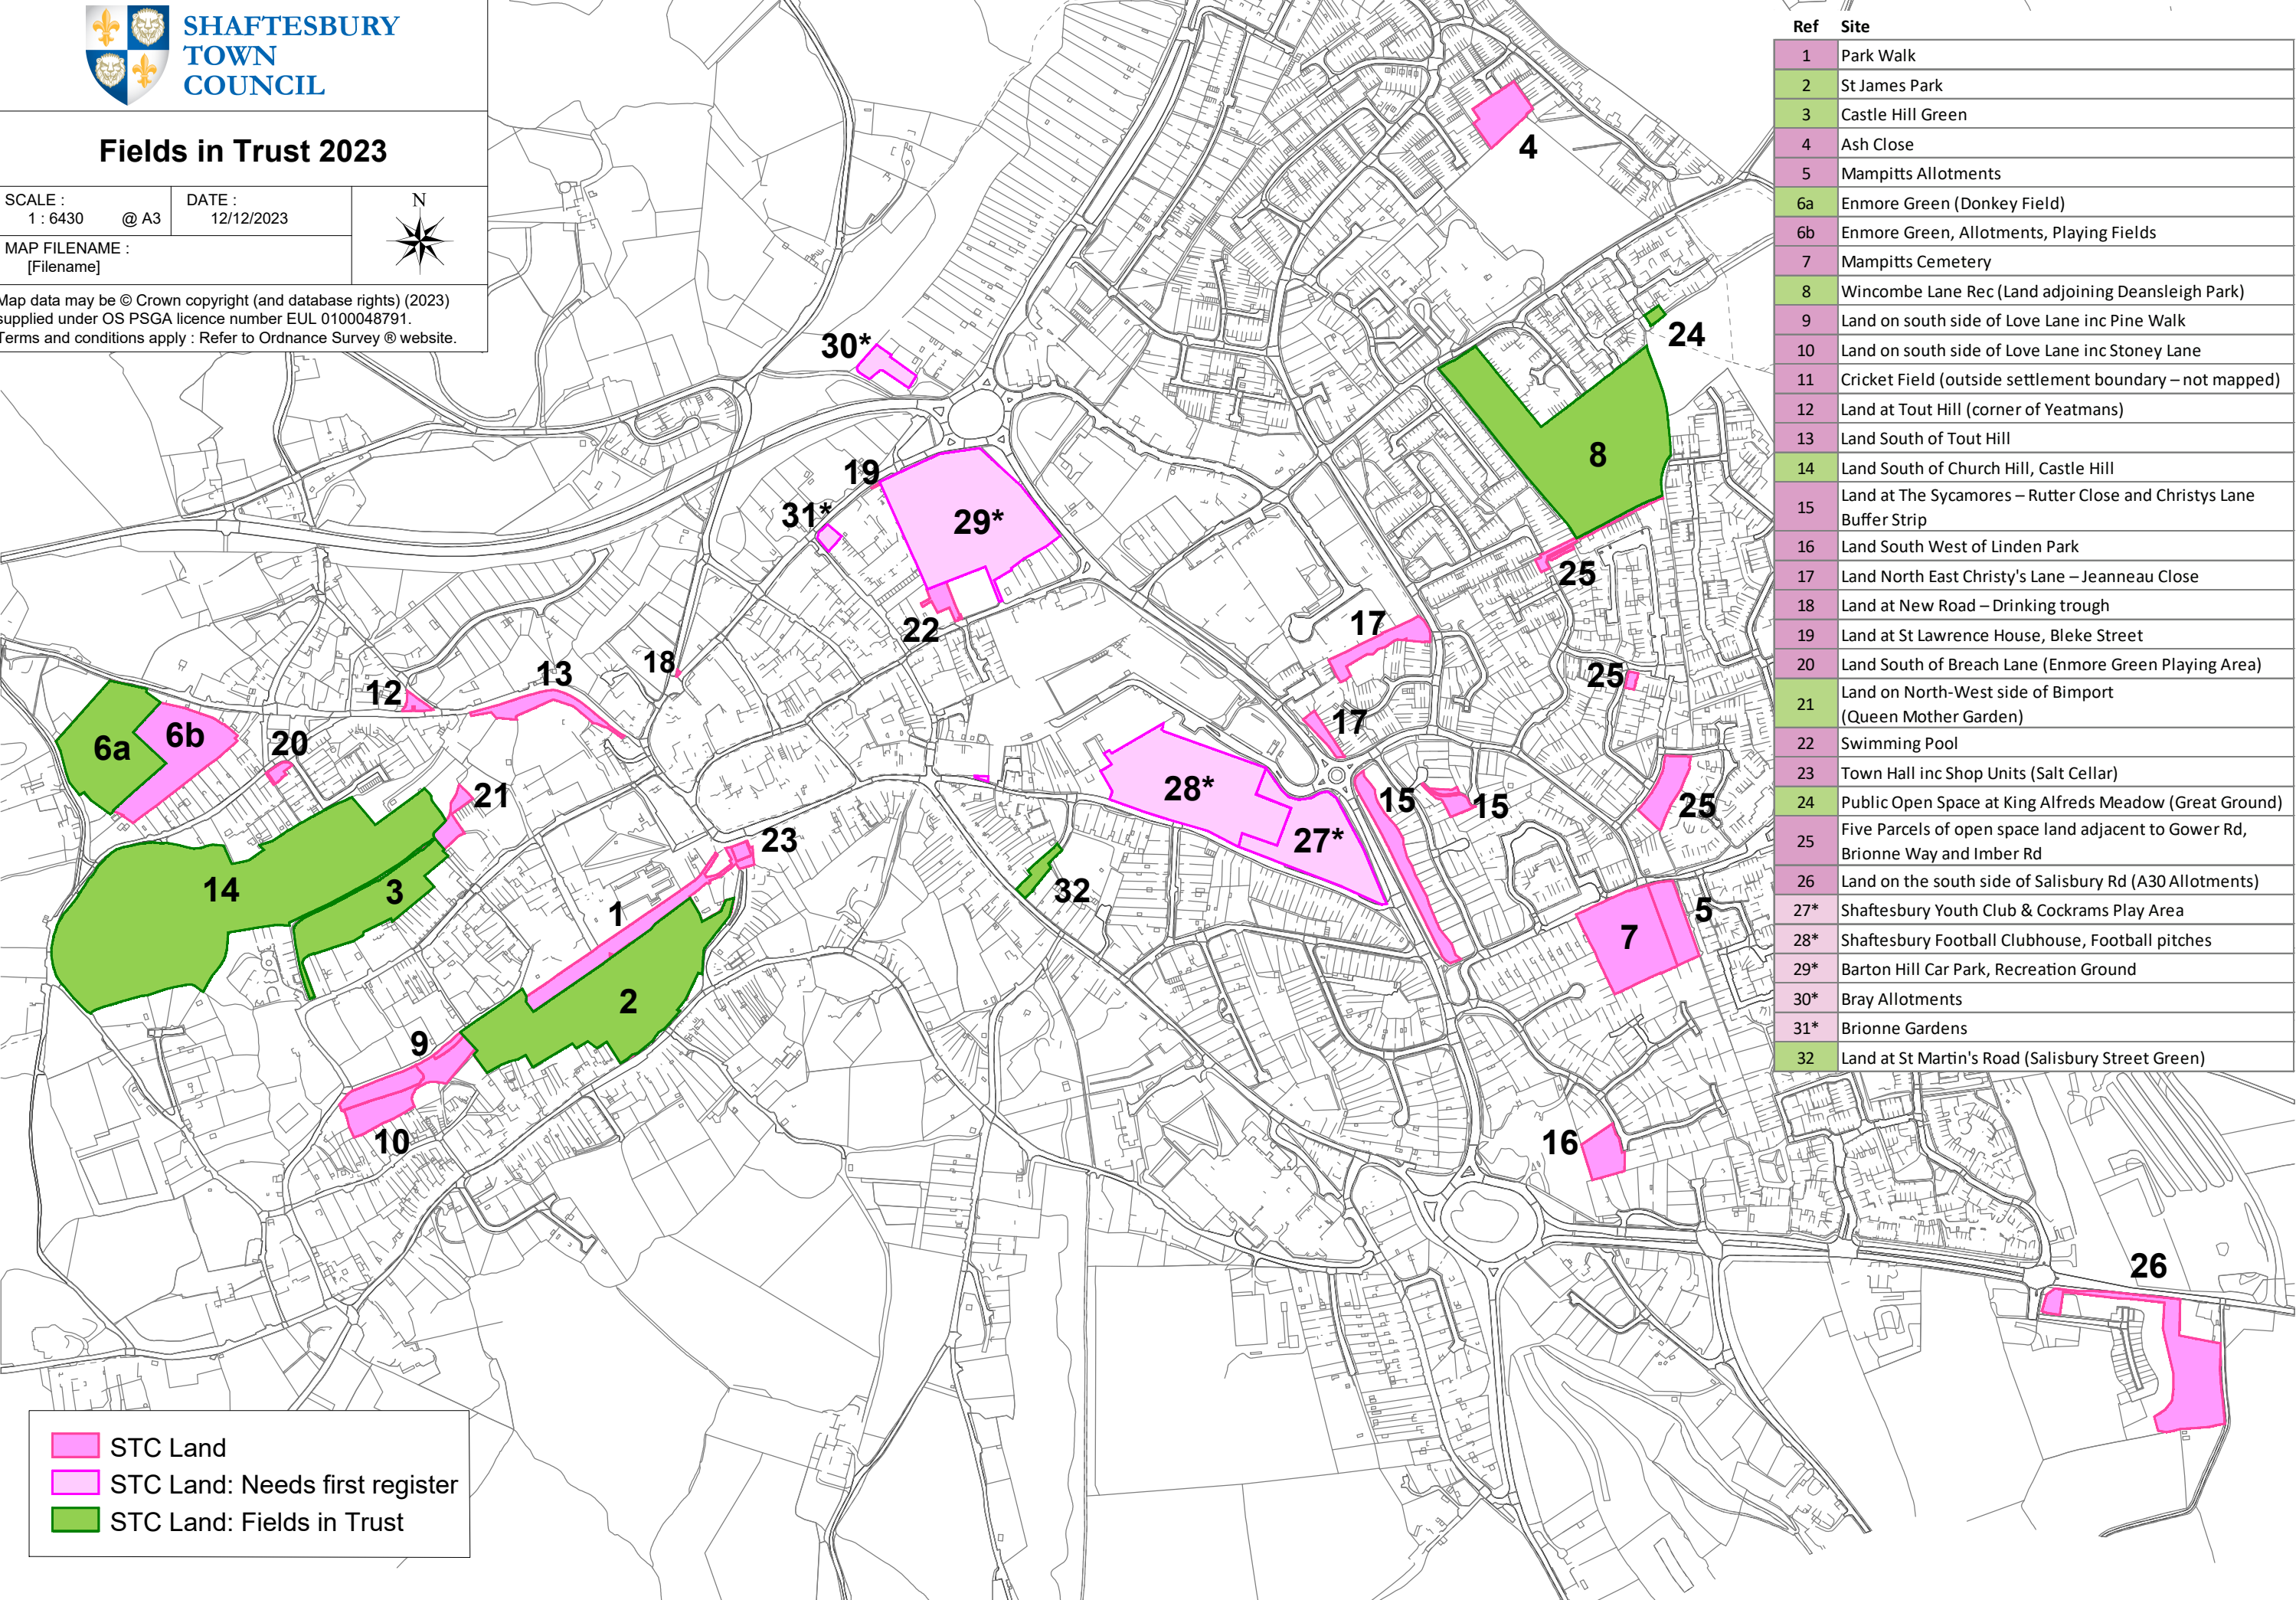 SHAFTESBURY
TOWN
COUNCIL
Fields in Trust 2023
SCALE :
1 : 6430 @ A3
DATE :
12/12/2023
N
MAP FILENAME :
[Filename]
Map data may be © Crown copyright (and database rights) (2023)
supplied under OS PSGA licence number EUL 0100048791.
Terms and conditions apply : Refer to Ordnance Survey ® website.
Ref Site
1 Park Walk
2 St James Park
3 Castle Hill Green
4 Ash Close
5 Mampitts Allotments
6a Enmore Green (Donkey Field)
6b Enmore Green, Allotments, Playing Fields
7 Mampitts Cemetery
8 Wincombe Lane Rec (Land adjoining Deansleigh Park)
9 Land on south side of Love Lane inc Pine Walk
10 Land on south side of Love Lane inc Stoney Lane
11 Cricket Field (outside settlement boundary – not mapped)
12 Land at Tout Hill (corner of Yeatmans)
13 Land South of Tout Hill
14 Land South of Church Hill, Castle Hill
15 Land at The Sycamores – Rutter Close and Christys Lane
Buffer Strip
16 Land South West of Linden Park
17 Land North East Christy's Lane – Jeanneau Close
18 Land at New Road – Drinking trough
19 Land at St Lawrence House, Bleke Street
20 Land South of Breach Lane (Enmore Green Playing Area)
21 Land on North-West side of Bimport
(Queen Mother Garden)
22 Swimming Pool
23 Town Hall inc Shop Units (Salt Cellar)
24 Public Open Space at King Alfreds Meadow (Great Ground)
25 Five Parcels of open space land adjacent to Gower Rd,
Brionne Way and Imber Rd
26 Land on the south side of Salisbury Rd (A30 Allotments)
27* Shaftesbury Youth Club & Cockrams Play Area
28* Shaftesbury Football Clubhouse, Football pitches
29* Barton Hill Car Park, Recreation Ground
30* Bray Allotments
31* Brionne Gardens
32 Land at St Martin's Road (Salisbury Street Green)
4
24
30*
8
19
31*
29*
25
22
17
18
13
25
12
6a
6b
17
20
28*
21
15
15
25
27*
23
14
3
32
1
5
7
2
9
10
16
26
STC Land
STC Land: Needs first register
STC Land: Fields in Trust